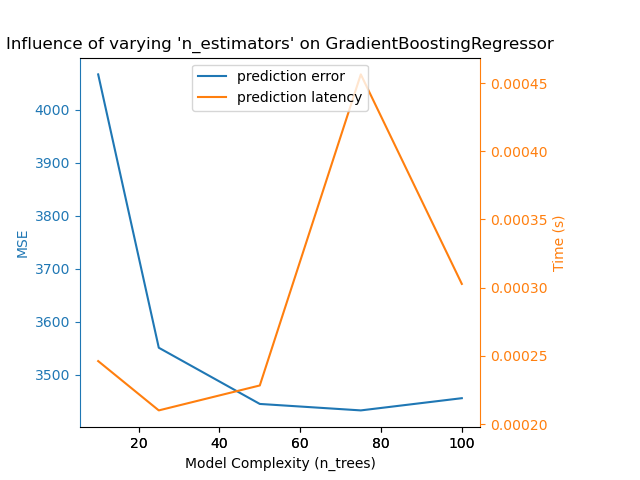 Influence of varying 'n_estimators' on GradientBoostingRegressor
prediction error
prediction latency
4000
3900
3800
3700
3600
3500
MSE
0.00045
0.00040
0.00035
0.00030
0.00025
0.00020
Time (s)
20 40 60 80 100
Model Complexity (n_trees)